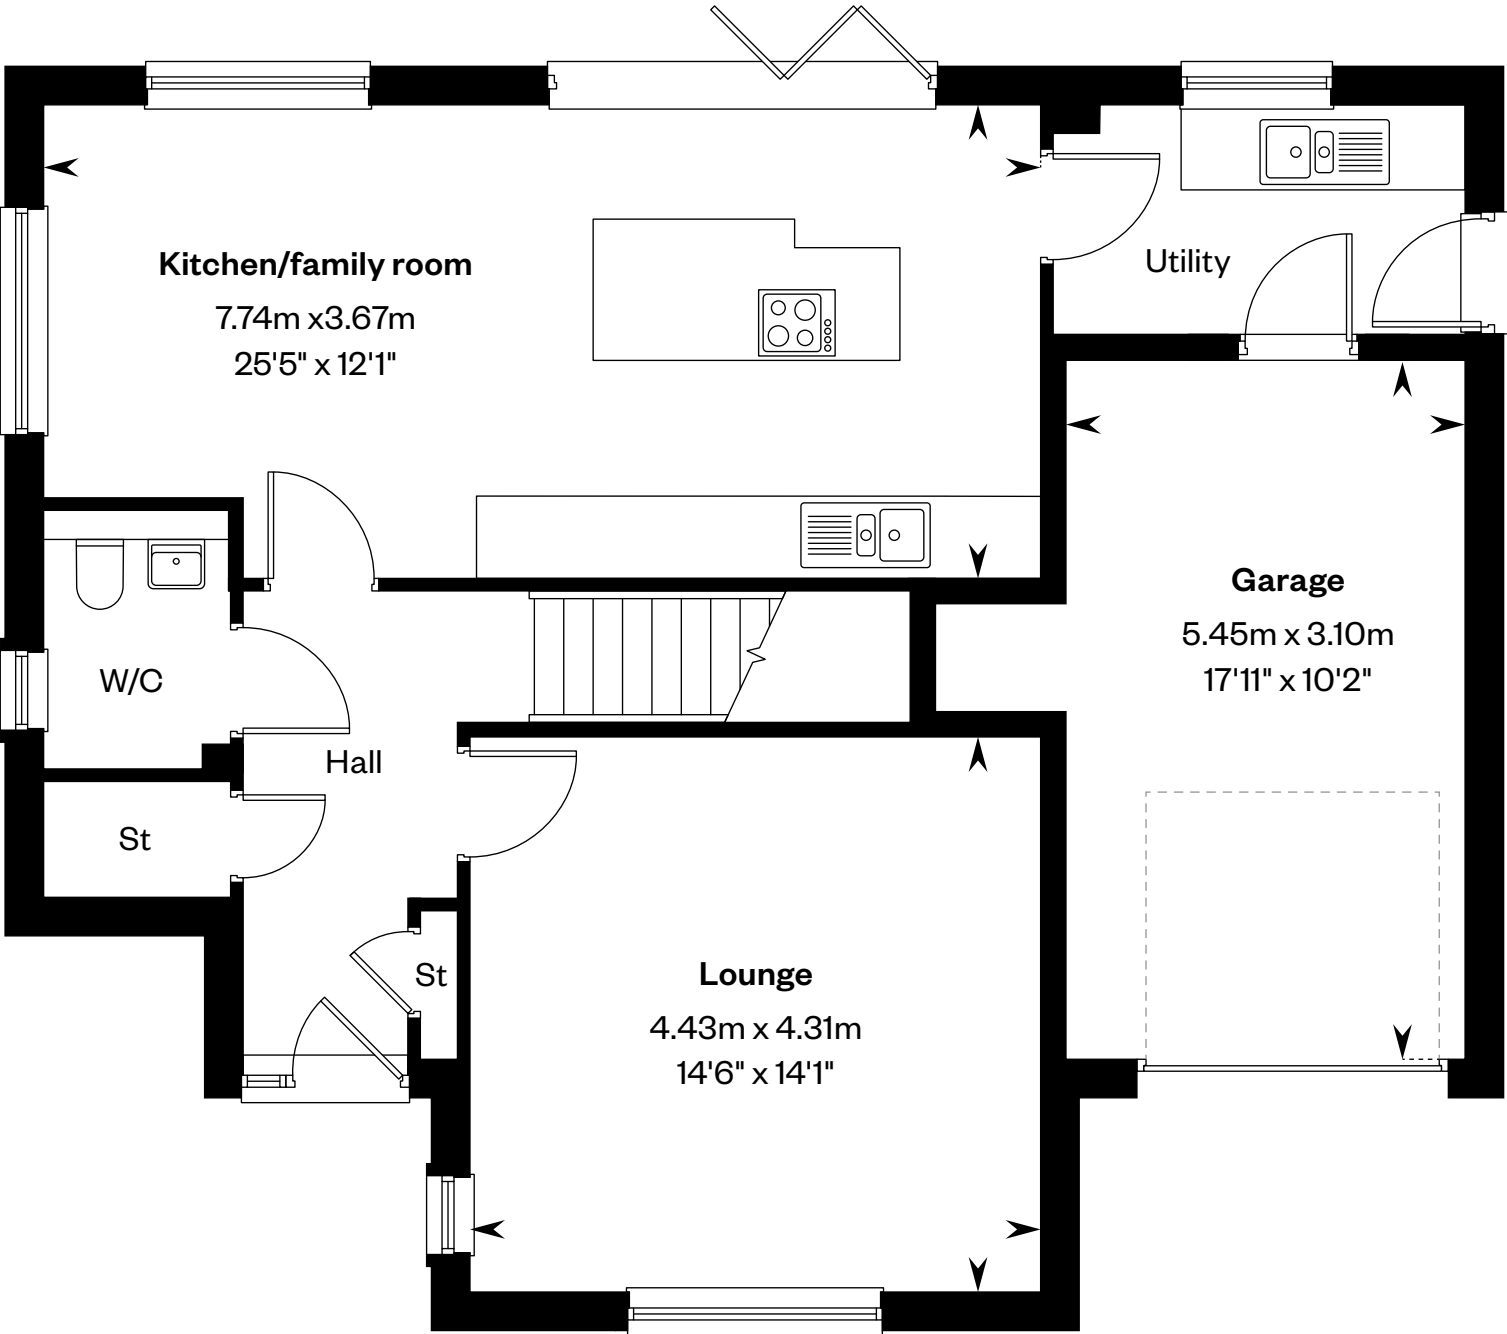 Kitchen/family room
7.74m x3.67m
25'5" x 12'1"
Utility
Garage
5.45m x 3.10m
17'11" x 10'2"
W/C
Hall
St
St
Lounge
4.43m x 4.31m
14'6" x 14'1"